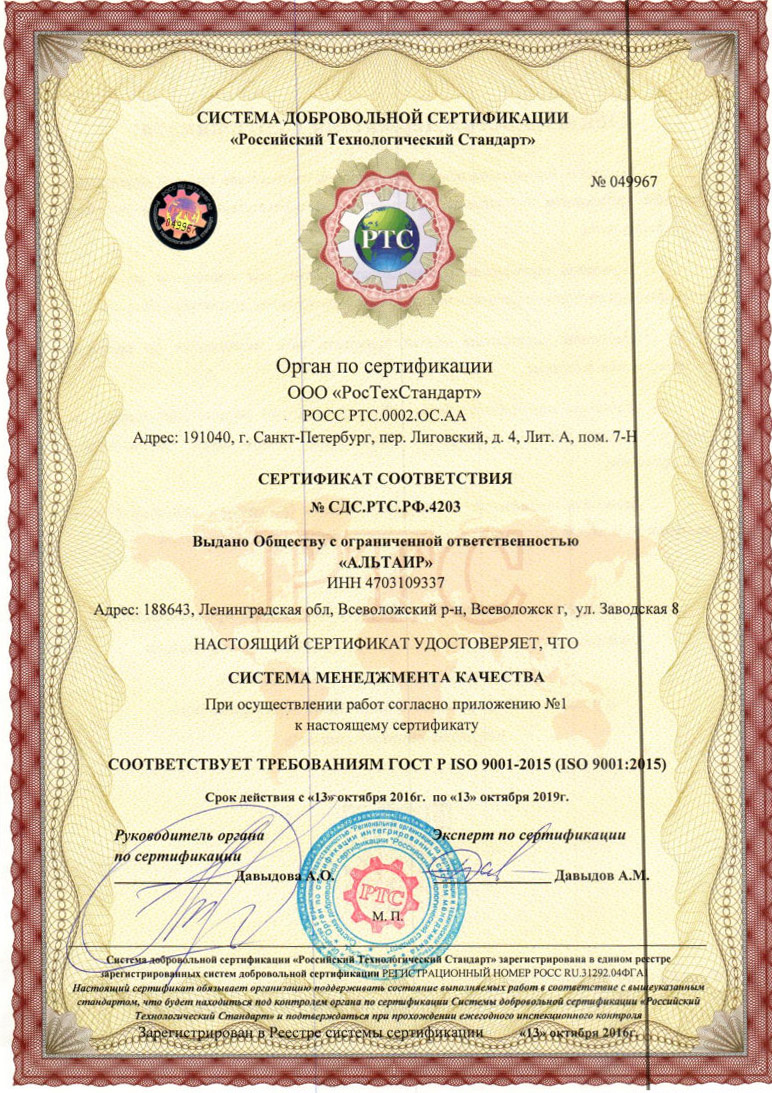 СИСТЕМА ДОБРОВОЛЬНОЙ СЕРТИФИКАЦИИ
«Российский Технологический Стандарт»
№ 049967
РТС
Орган по сертификации
ООО «РосТехСтандарт»
РОСС РТС.0002.ОС.АА
Адрес: 191040, г. Санкт-Петербург, пер. Лиговский, д. 4, Лит. А, пом. 7-Н
СЕРТИФИКАТ СООТВЕТСТВИЯ
№ СДС.РТС.РФ.4203
Выдано Обществу с ограниченной ответственностью
«АЛЬТАИР»
ИНН 4703109337
Адрес: 188643, Ленинградская обл, Всеволожский р-н, Всеволожск г, ул. Заводская 8
НАСТОЯЩИЙ СЕРТИФИКАТ УДОСТОВЕРЯЕТ, ЧТО
СИСТЕМА МЕНЕДЖМЕНТА КАЧЕСТВА
При осуществлении работ согласно приложению №1
к настоящему сертификату
СООТВЕТСТВУЕТ ТРЕБОВАНИЯМ ГОСТ Р ISO 9001-2015 (ISO 9001:2015)
Срок действия с «13» октября 2016г. по «13» октября 2019г.
Руководитель органа
по сертификации
Давыдова А.О.
Эксперт по сертификации
Давыдов А.М.
РТС
М. П.
Система добровольной сертификации «Российский Технологический Стандарт» зарегистрирована в едином реестре
зарегистрированных систем добровольной сертификации РЕГИСТРАЦИОННЫЙ НОМЕР РОСС RU.31292.04ФГА
Настоящий сертификат обязывает организацию поддерживать состояние выполняемых работ в соответствие с вышеуказанным
стандартом, что будет находиться под контролем органа по сертификации Системы добровольной сертификации «Российский
Технологический Стандарт» и подтверждаться при прохождении ежегодного инспекционного контроля
Зарегистрирован в Реестре системы сертификации «13» октября 2016г.